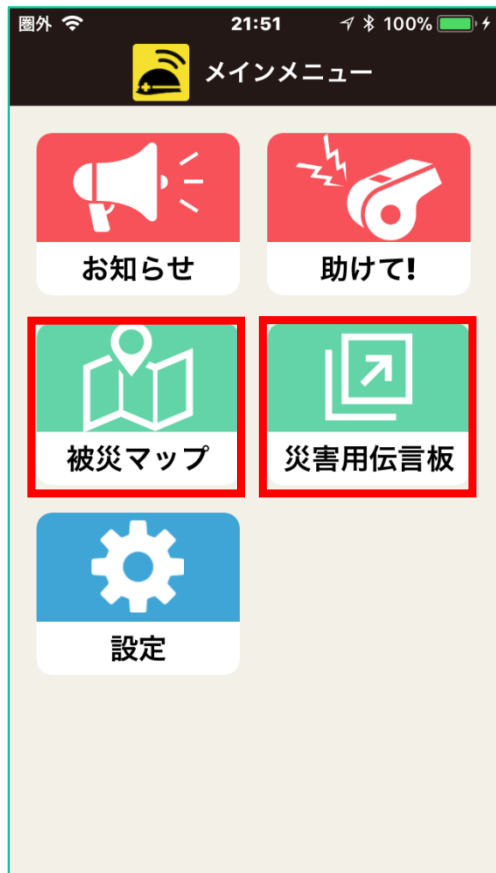 圏外 21:51 100%
メインメニュー
お知らせ 助けて!
被災マップ 災害用伝言板
設定